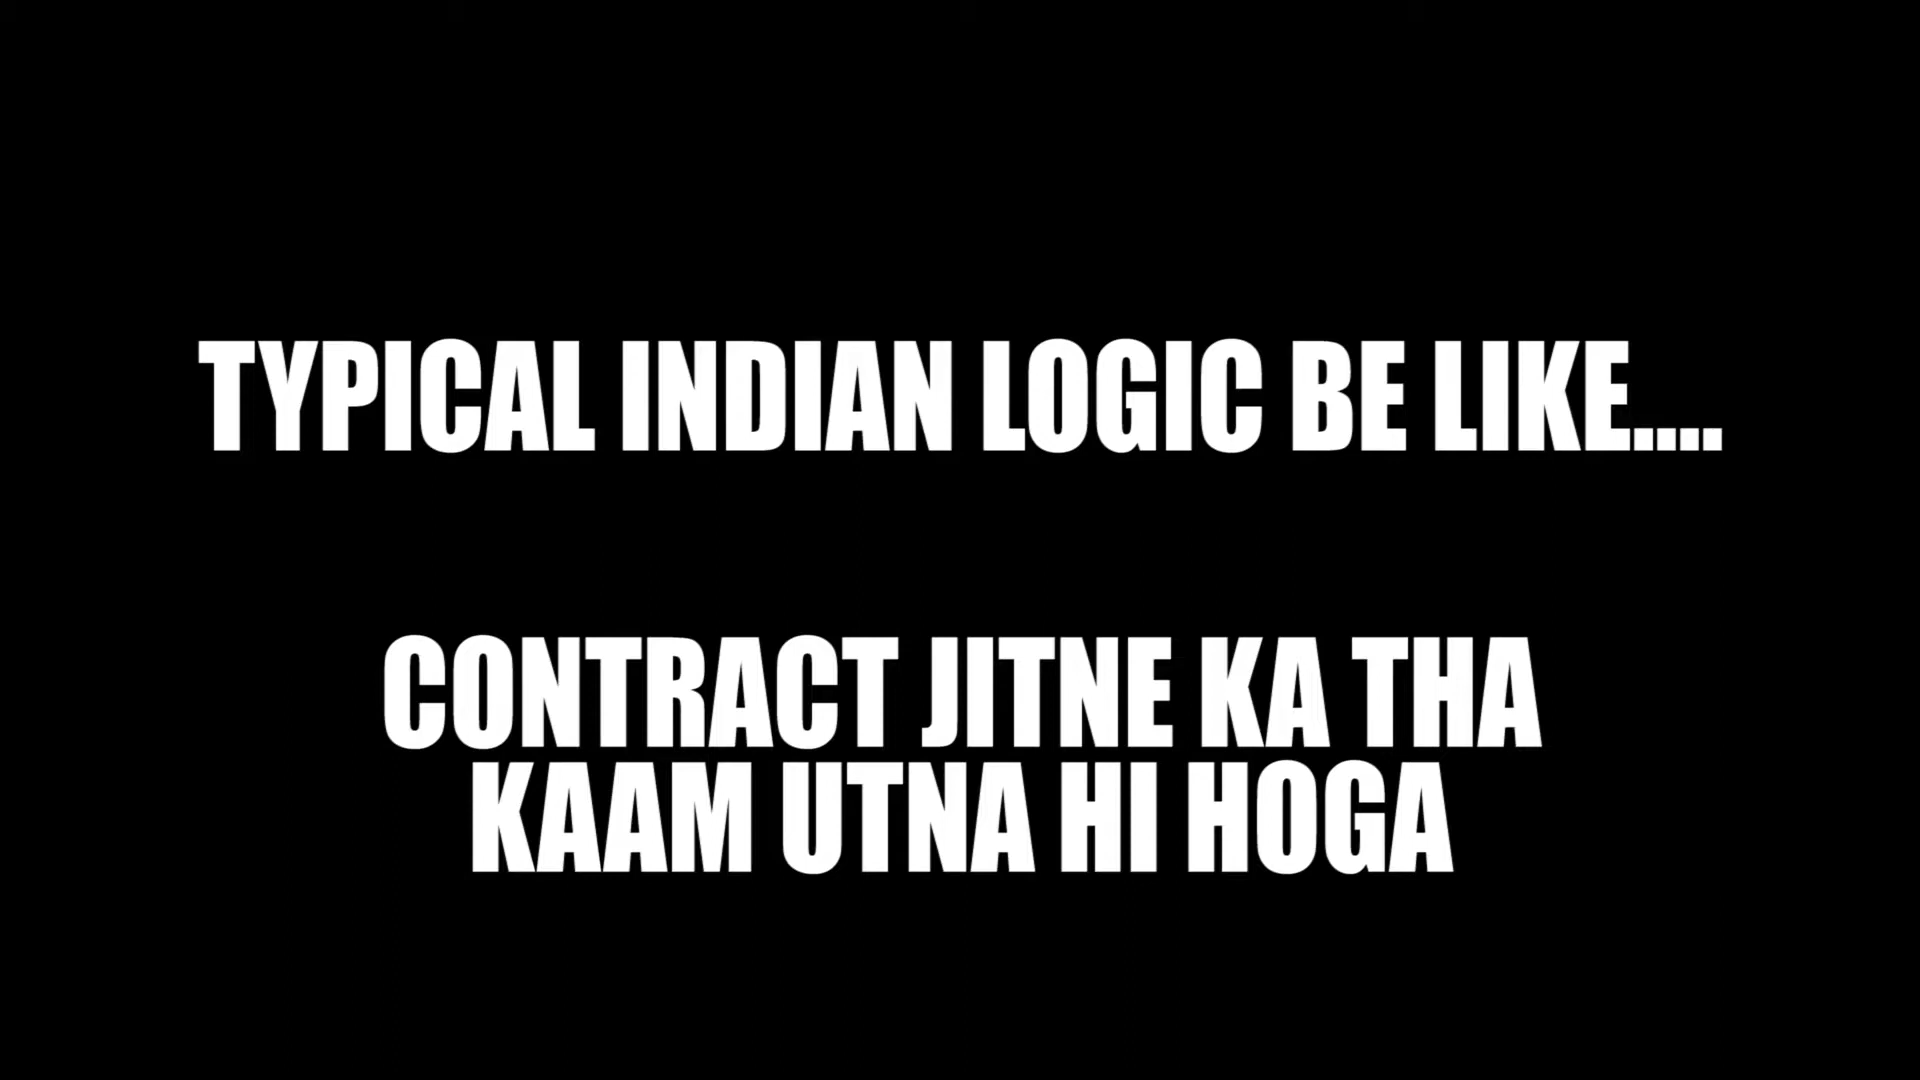 TYPICAL INDIAN LOGIC BE LIKE....
CONTRACT JITNE KA THA
KAAM UTNA HI HOGA